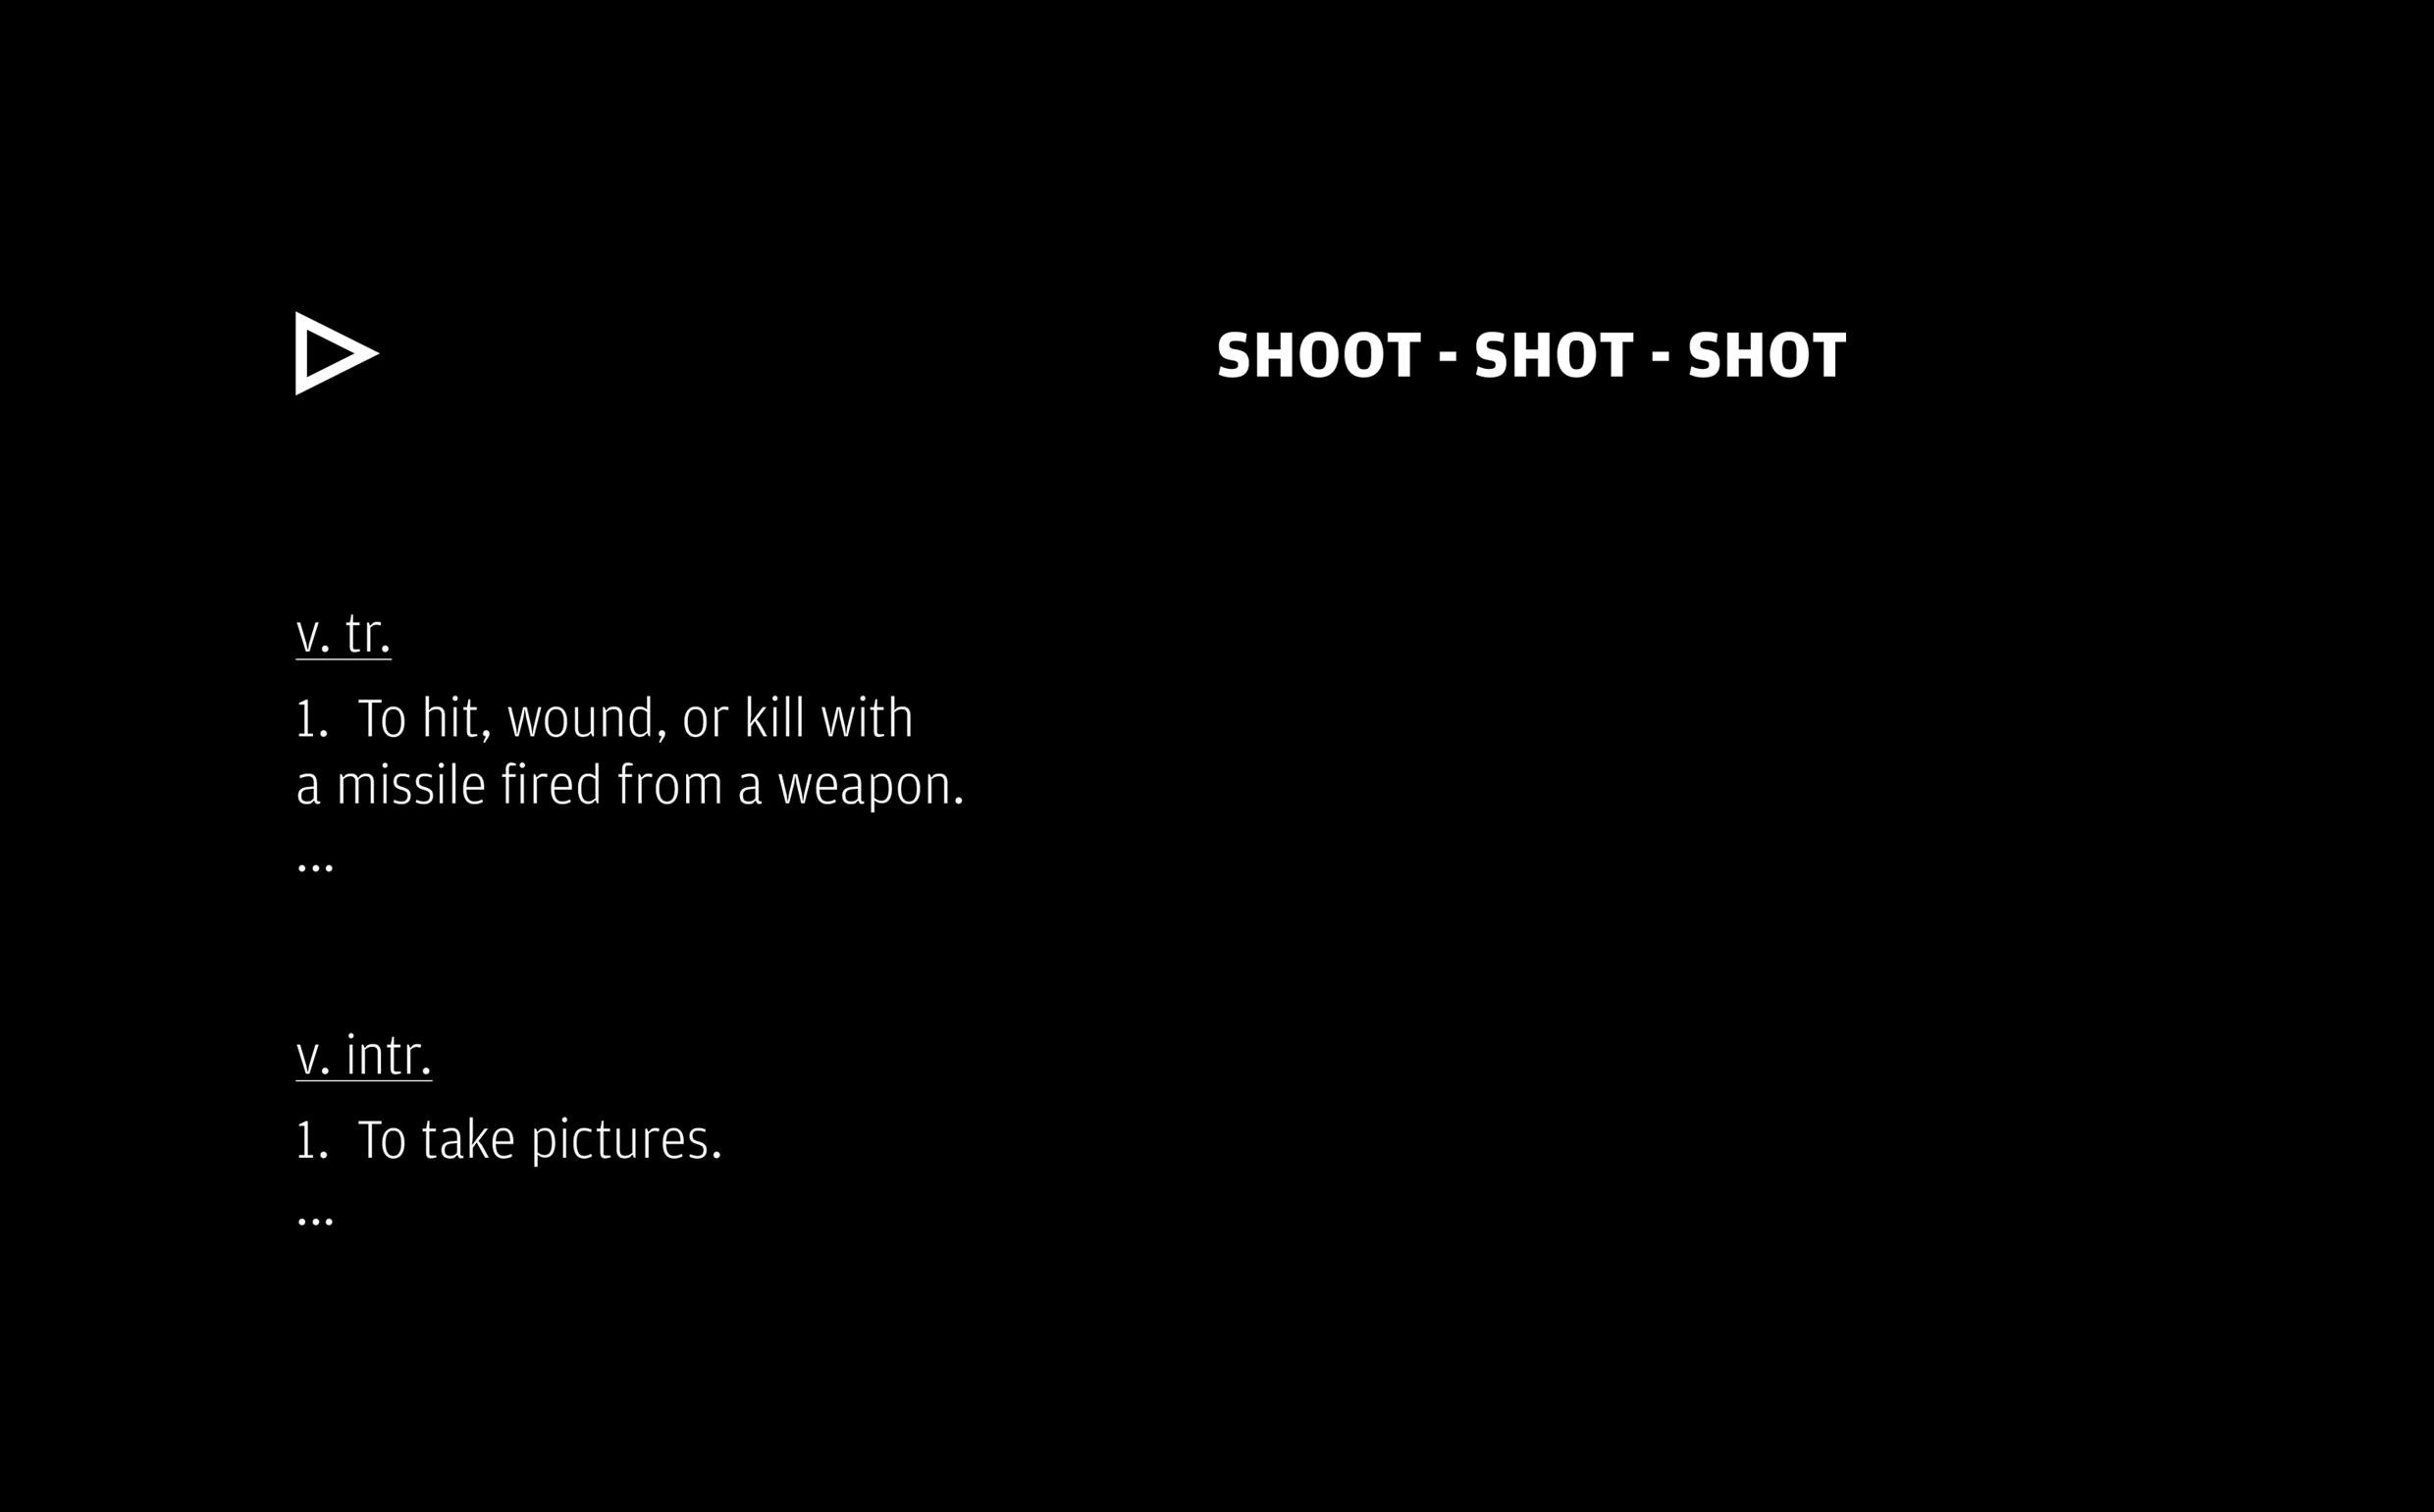 SHOOT - SHOT - SHOT
v. tr.
1. To hit, wound, or kill with
a missile fired from a weapon.
...
v. intr.
1. To take pictures.
...